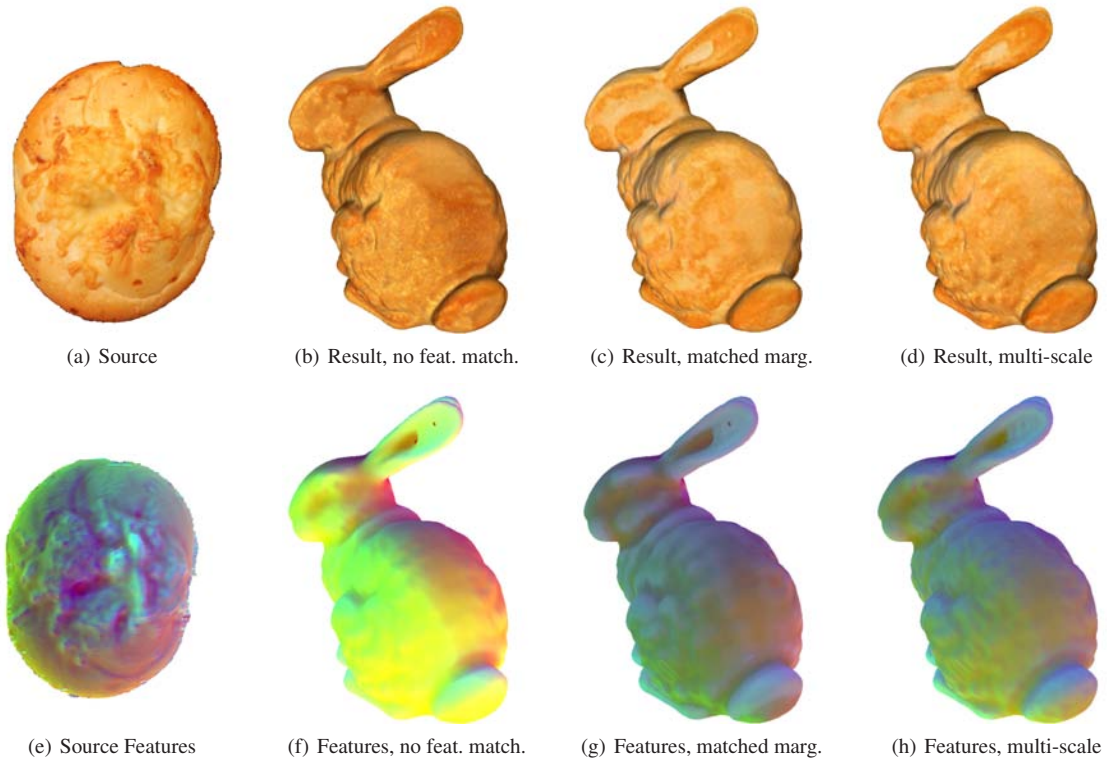 (a) Source
(b) Result, no feat. match.
(c) Result, matched marg.
(d) Result, multi-scale
(e) Source Features
(f) Features, no feat. match.
(g) Features, matched marg.
(h) Features, multi-scale